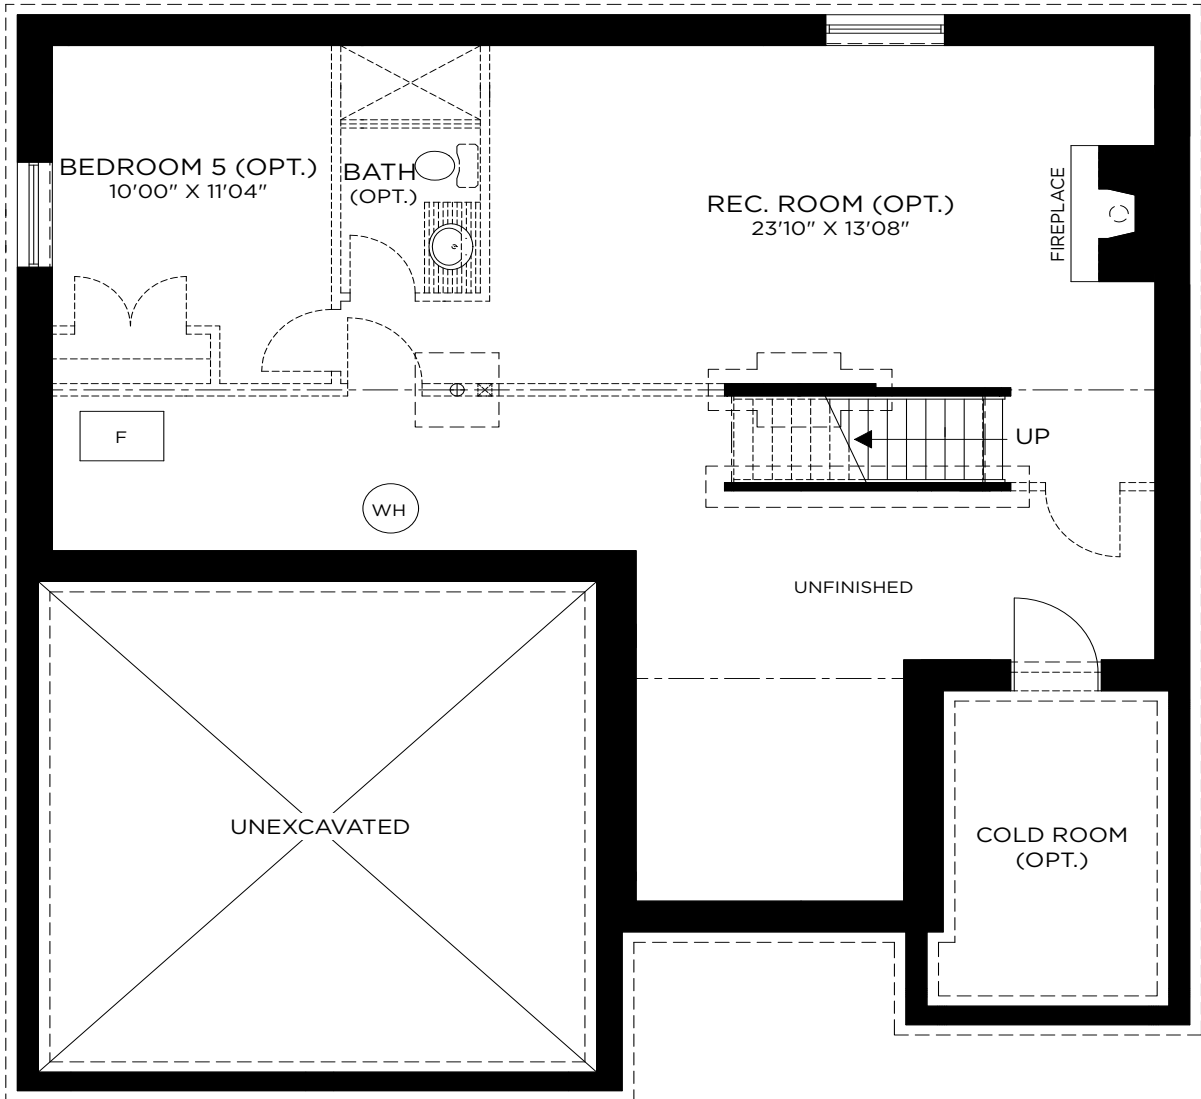 BEDROOM 5 (OPT.)
10'00" X 11'04"
BATH
(OPT.)
REC. ROOM (OPT.)
23'10" X 13'08"
FIREPLACE
F
UP
WH
UNFINISHED
UNEXCAVATED
COLD ROOM
(OPT.)